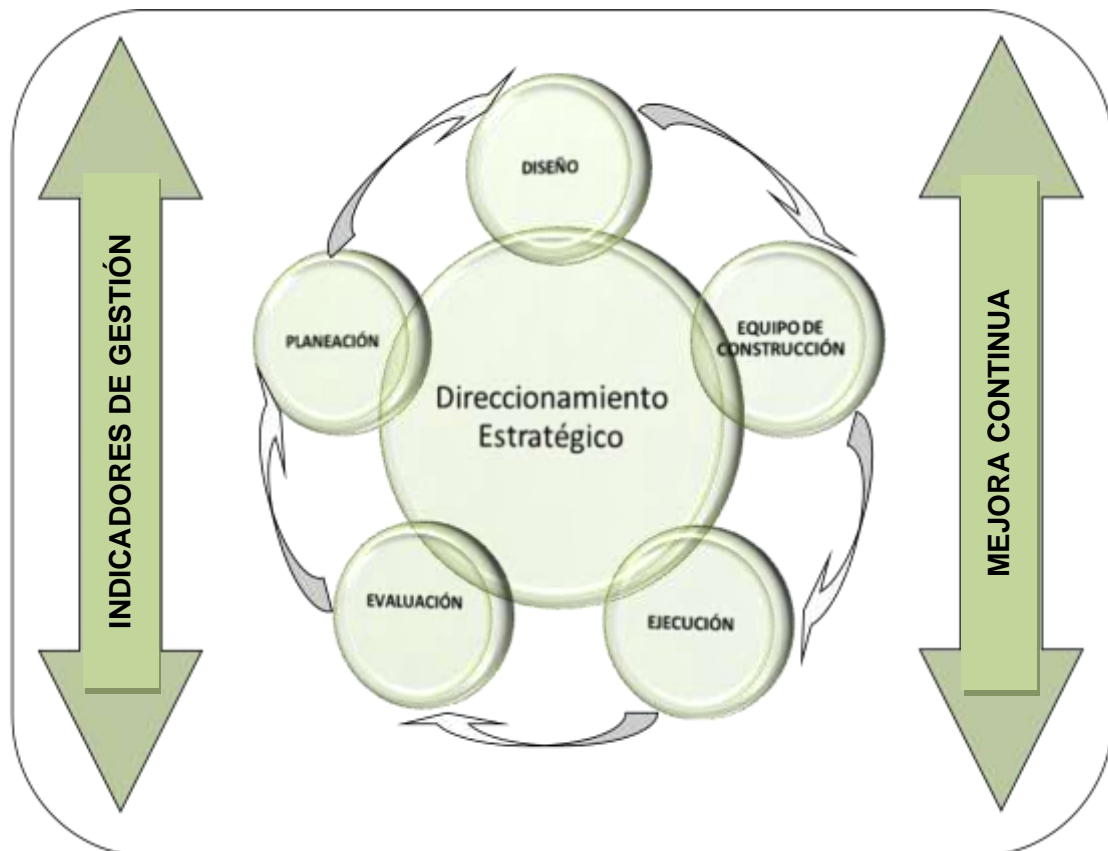 INDICADORES DE GESTIÓN
DISEÑO
PLANEACIÓN
EQUIPO DE
CONSTRUCCIÓN
Direccionamiento
Estratégico
EVALUACIÓN
EJECUCIÓN
MEJORA CONTINUA